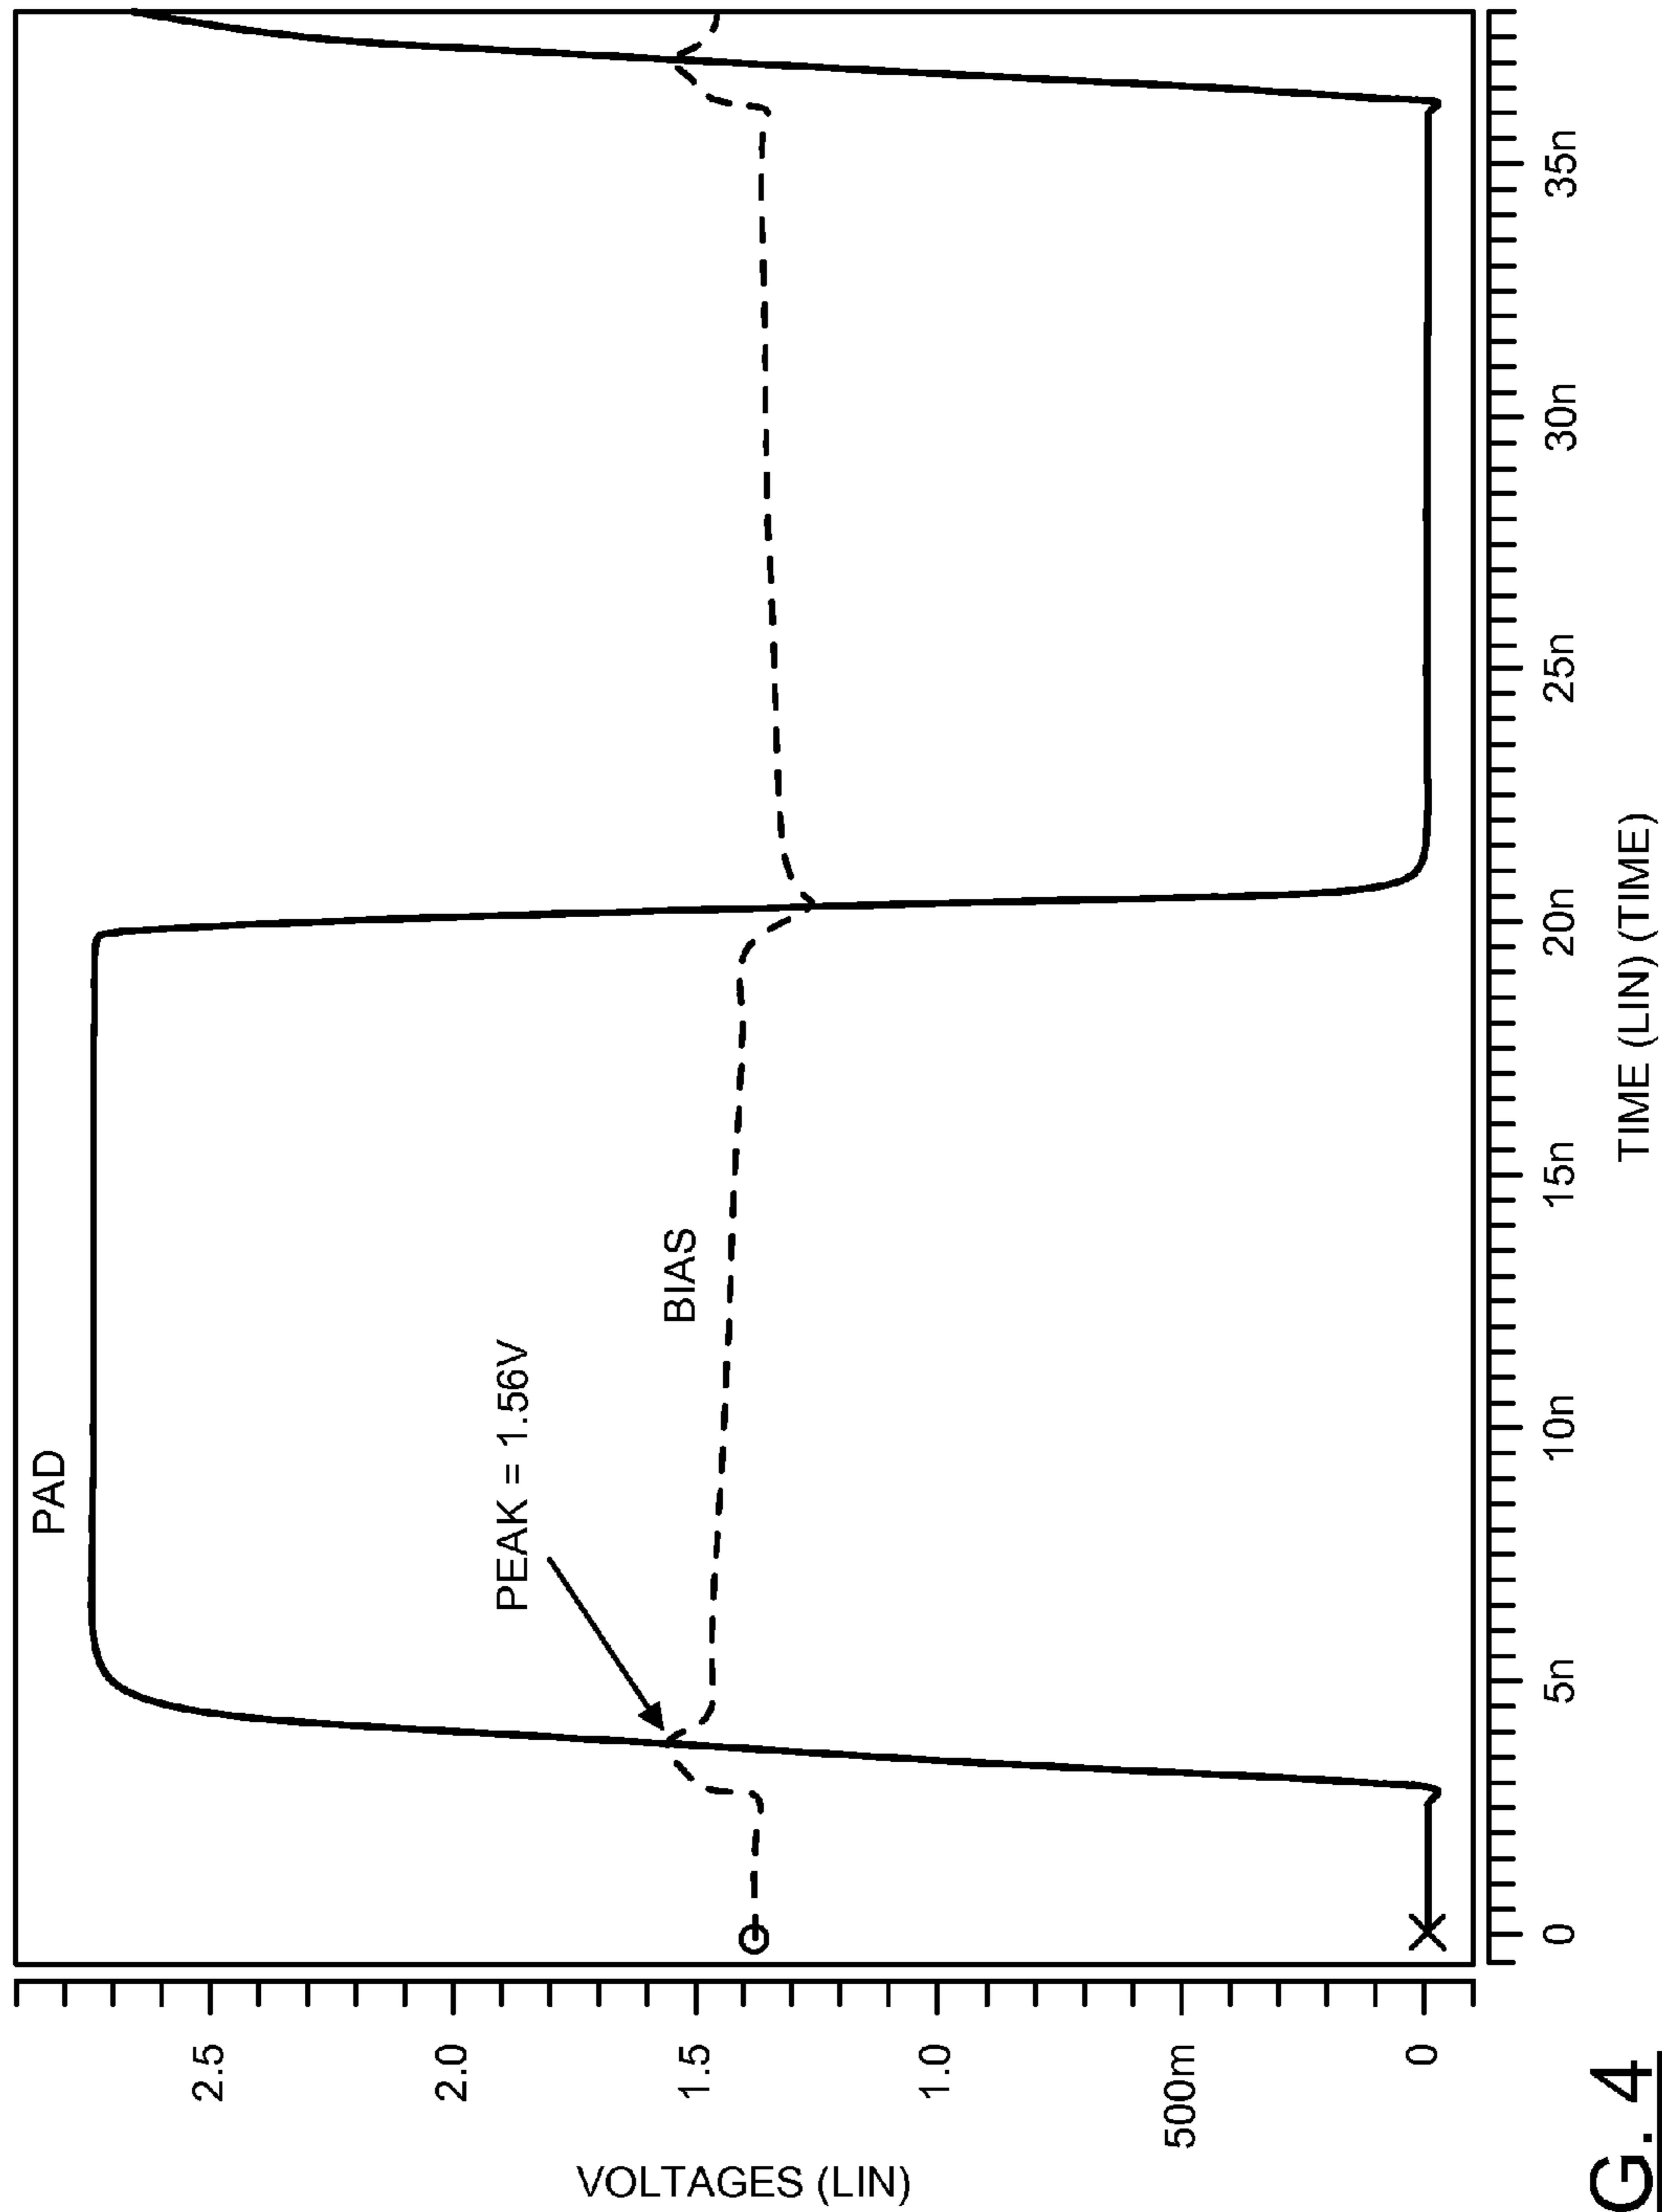 PAD
PEAK = 1.56V
BIAS
VOLTAGES (LIN)
2.5
2.0
1.5
1.0
500m
0
0
5n
10n
15n
20n
25n
30n
35n
TIME (LIN) (TIME)
G. 4